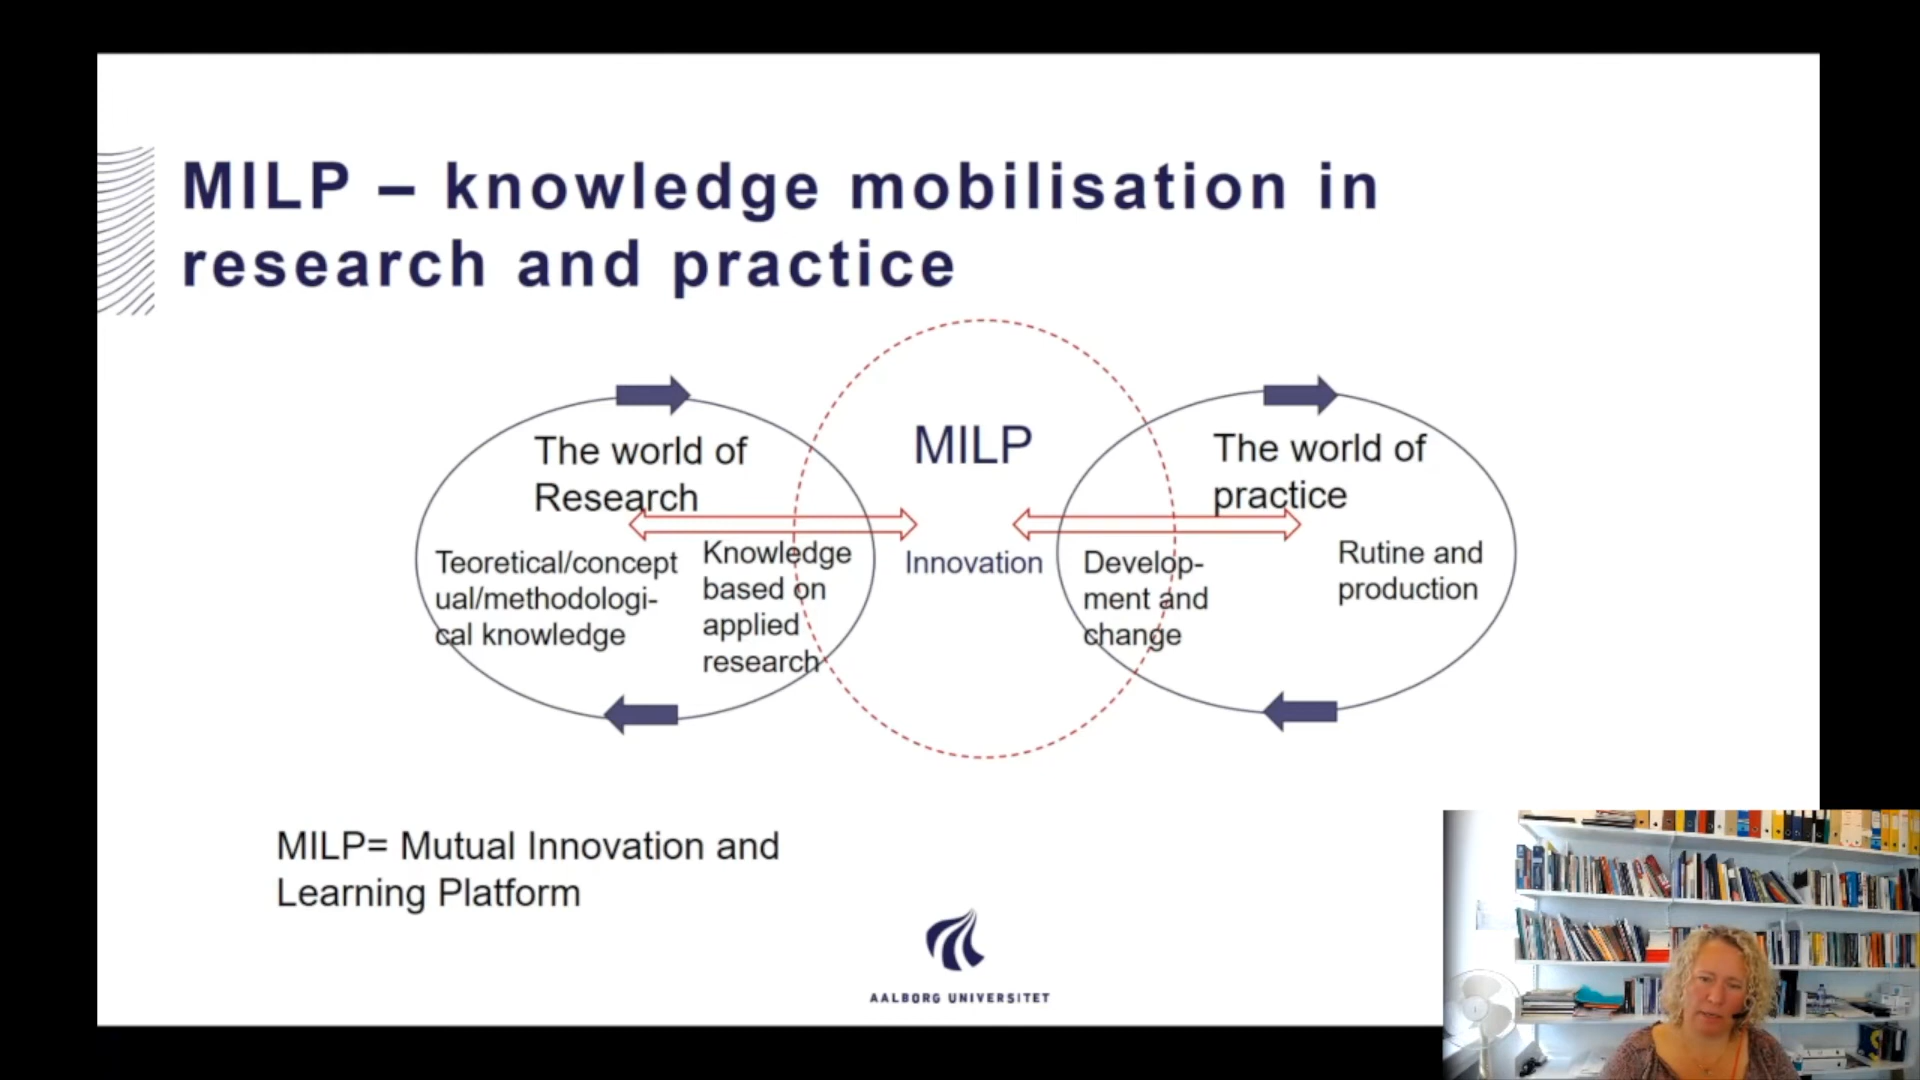 MILP – knowledge mobilisation in
research and practice
The world of
Research
Teoretical/concept
ual/methodologi-
cal knowledge
Knowledge
based on
applied
research
MILP
Innovation
The world of
practice
Develop-
ment and
change
Rutine and
production
MILP= Mutual Innovation and
Learning Platform
AALBORG UNIVERSITET